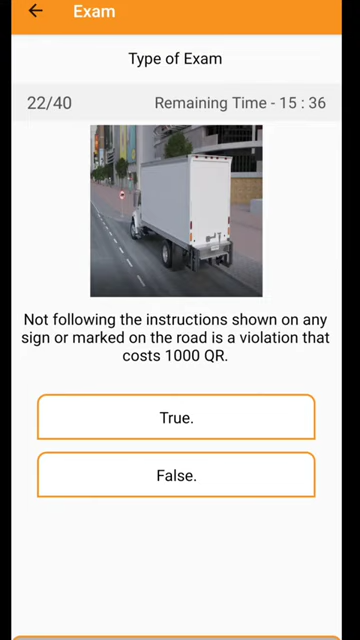 Exam
Type of Exam
22/40
Remaining Time - 15 : 36
Not following the instructions shown on any
sign or marked on the road is a violation that
costs 1000 QR.
True.
False.